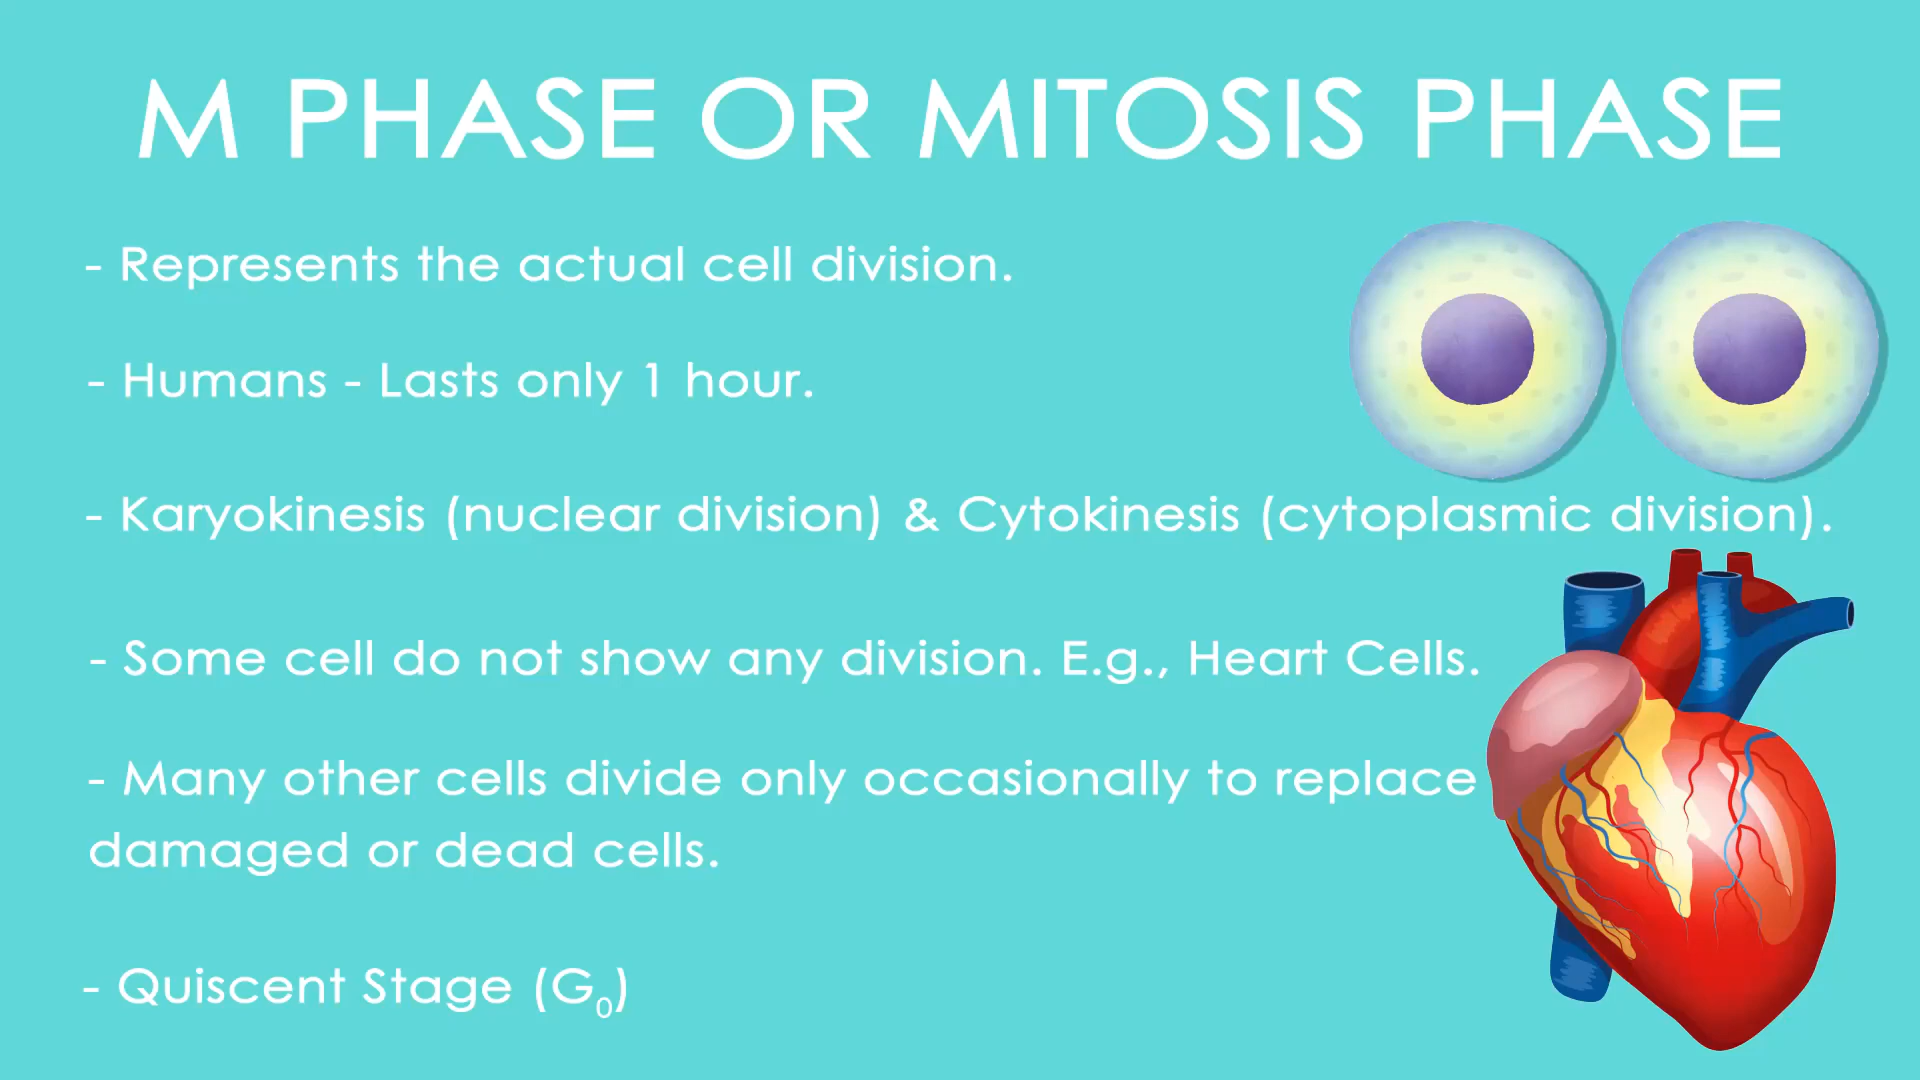 M PHASE OR MITOSIS PHASE
- Represents the actual cell division.
- Humans - Lasts only 1 hour.
- Karyokinesis (nuclear division) & Cytokinesis (cytoplasmic division).
- Some cell do not show any division. E.g., Heart Cells.
- Many other cells divide only occasionally to replace
damaged or dead cells.
- Quiscent Stage (G₀)